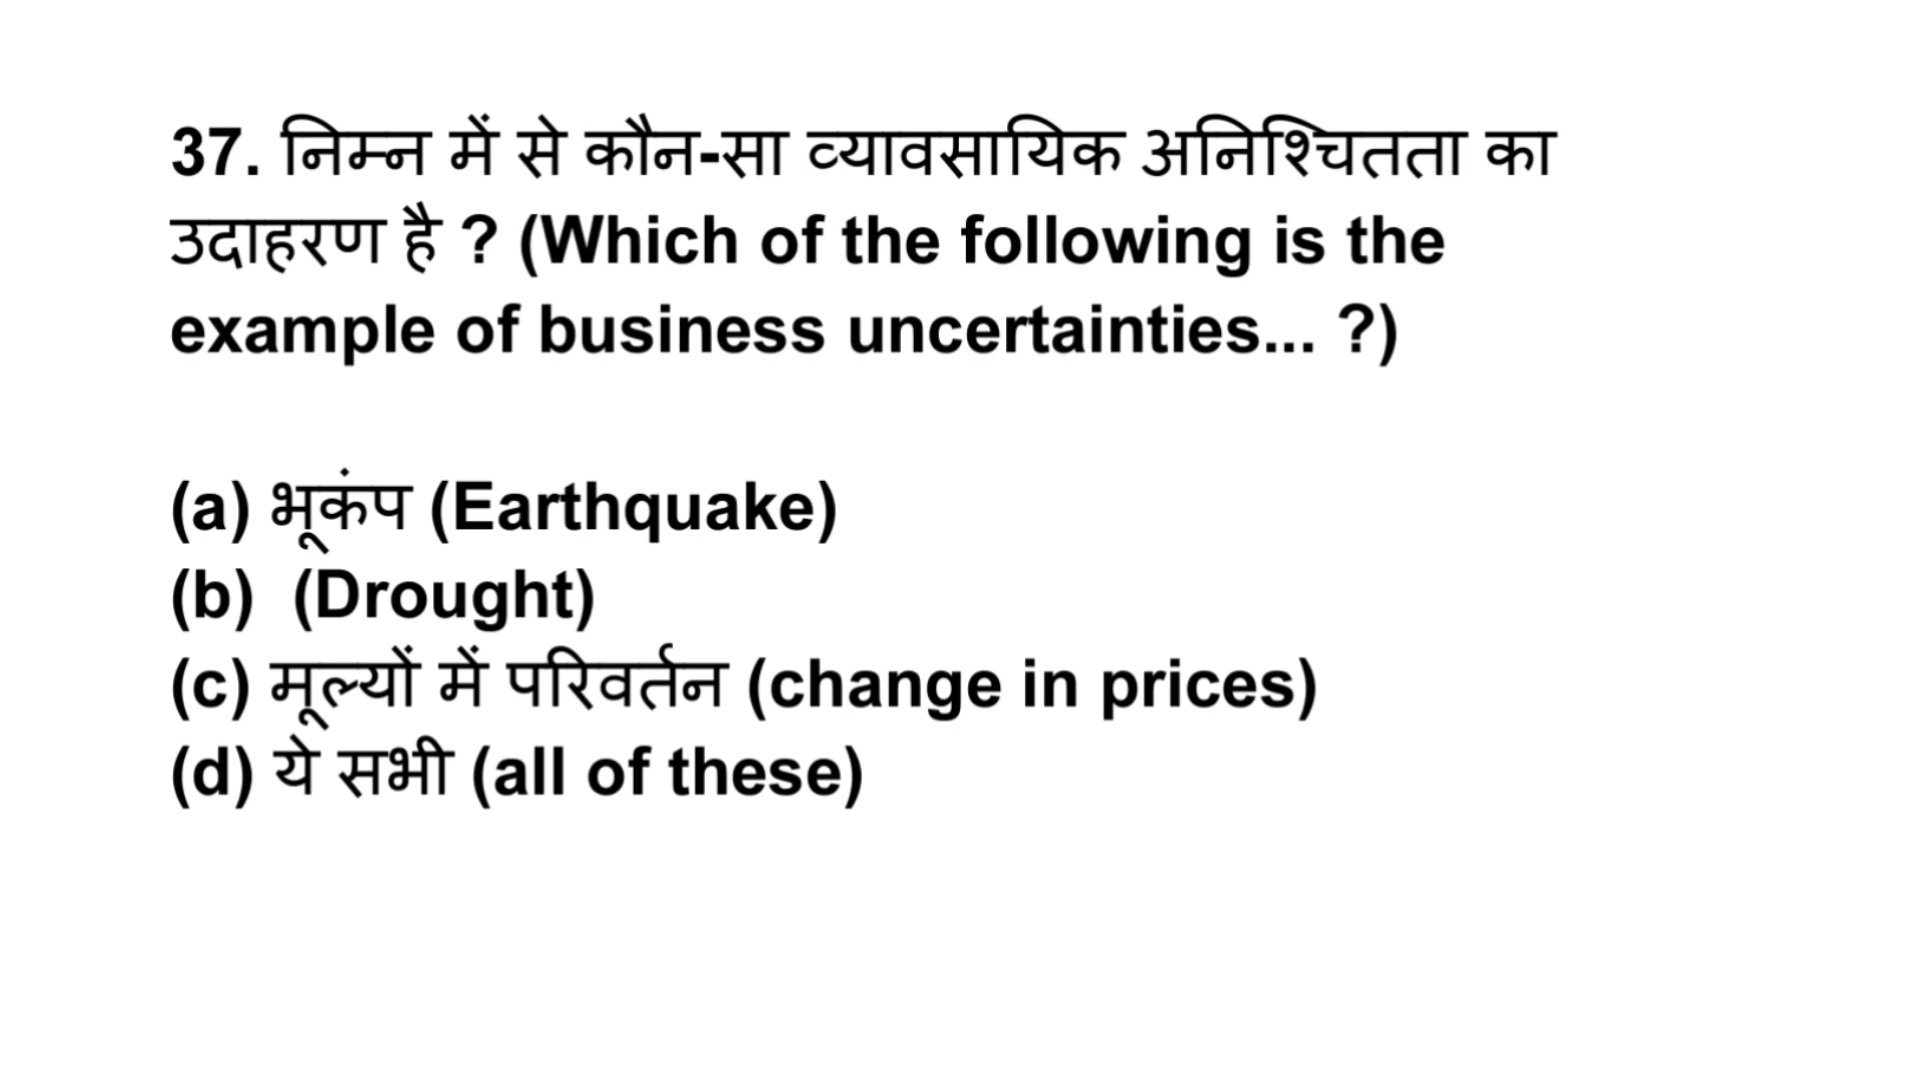 37. निम्न में से कौन-सा व्यावसायिक अनिश्चितता का
उदाहरण है ? (Which of the following is the
example of business uncertainties... ?)
(a) भूकंप (Earthquake)
(b) (Drought)
(c) मूल्यों में परिवर्तन (change in prices)
(d) ये सभी (all of these)